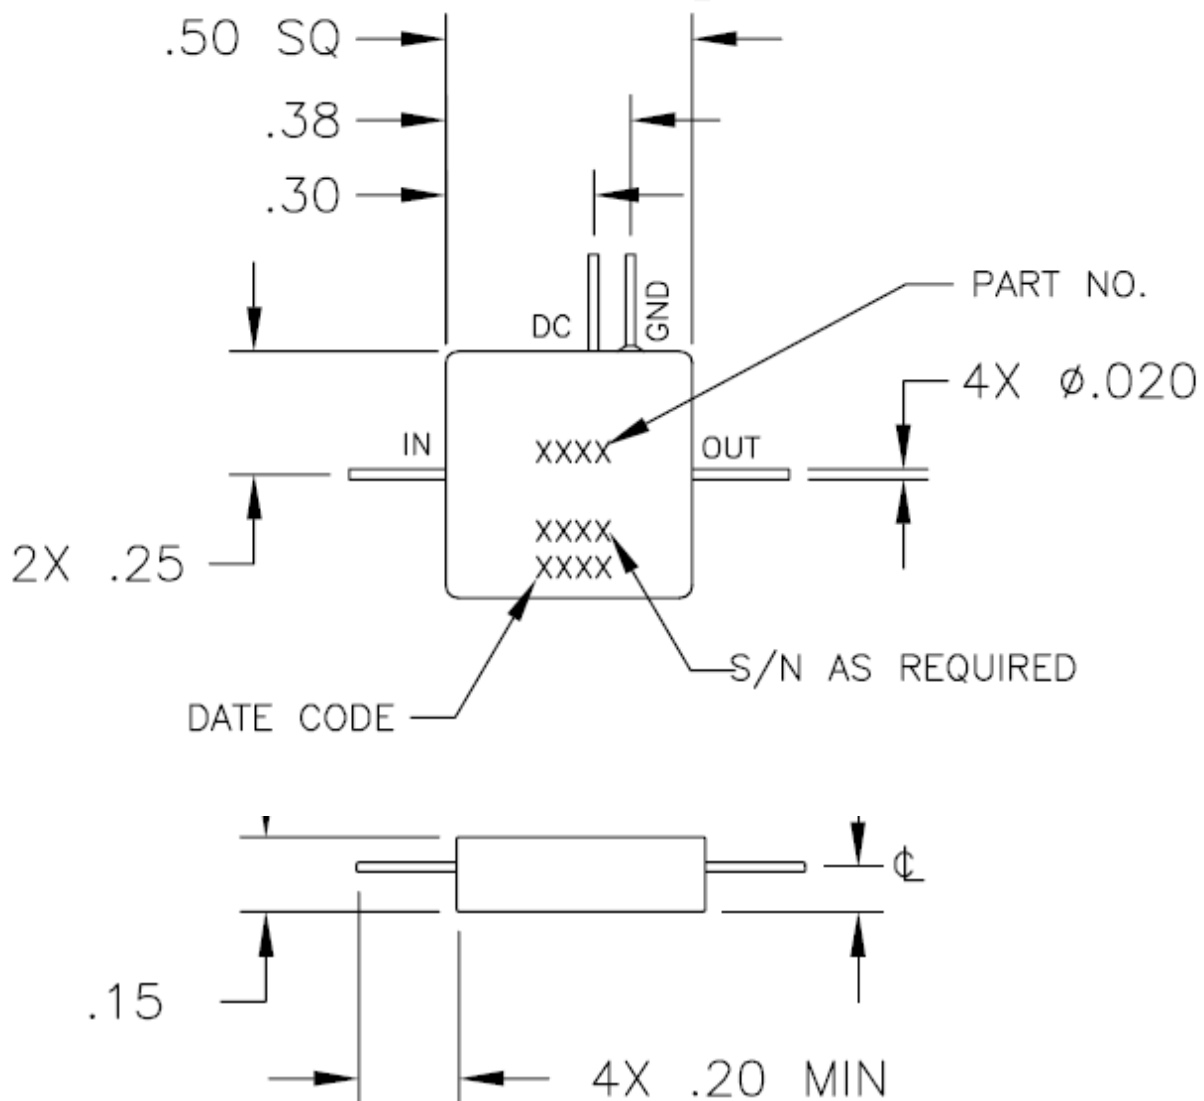 .50 SQ
.38
.30
DC
GND
PART NO.
4X ø.020
IN
XXXX
OUT
XXXX
2X .25
XXXX
S/N AS REQUIRED
DATE CODE
℄
.15
4X .20 MIN